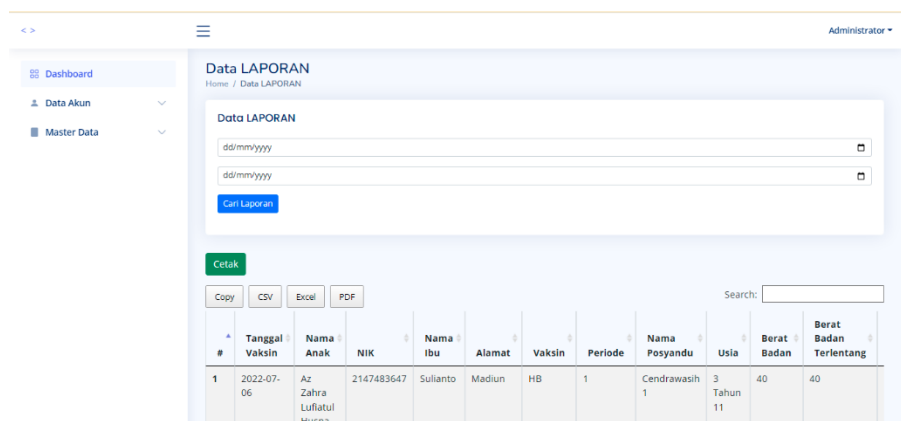 < >
Administrator
Dashboard
Data Akun
Master Data
Data LAPORAN
Home / Data LAPORAN
Data LAPORAN
dd/mm/yyyy
dd/mm/yyyy
Cari Laporan
Cetak
Copy CSV Excel PDF
Search:
# Tanggal Vaksin Nama Anak NIK Nama Ibu Alamat Vaksin Periode Nama Posyandu Usia Berat Badan Berat Badan Terlentang
1 2022-07-06 Az Zahra Lufiatul 2147483647 Sulianto Madiun HB 1 Cendrawasih 1 3 Tahun 11 40 40